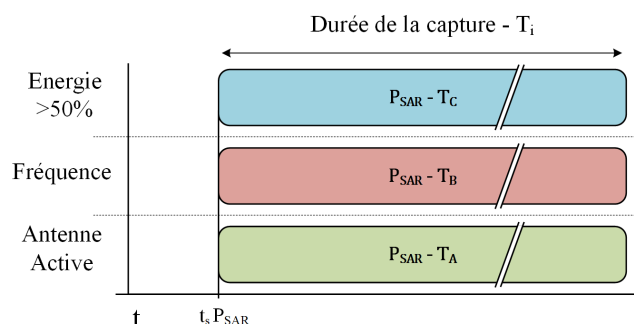 Durée de la capture - Ti
Energie
>50%
PSAR - TC
Fréquence
PSAR - TB
Antenne
Active
PSAR - TA
t
ts PSAR